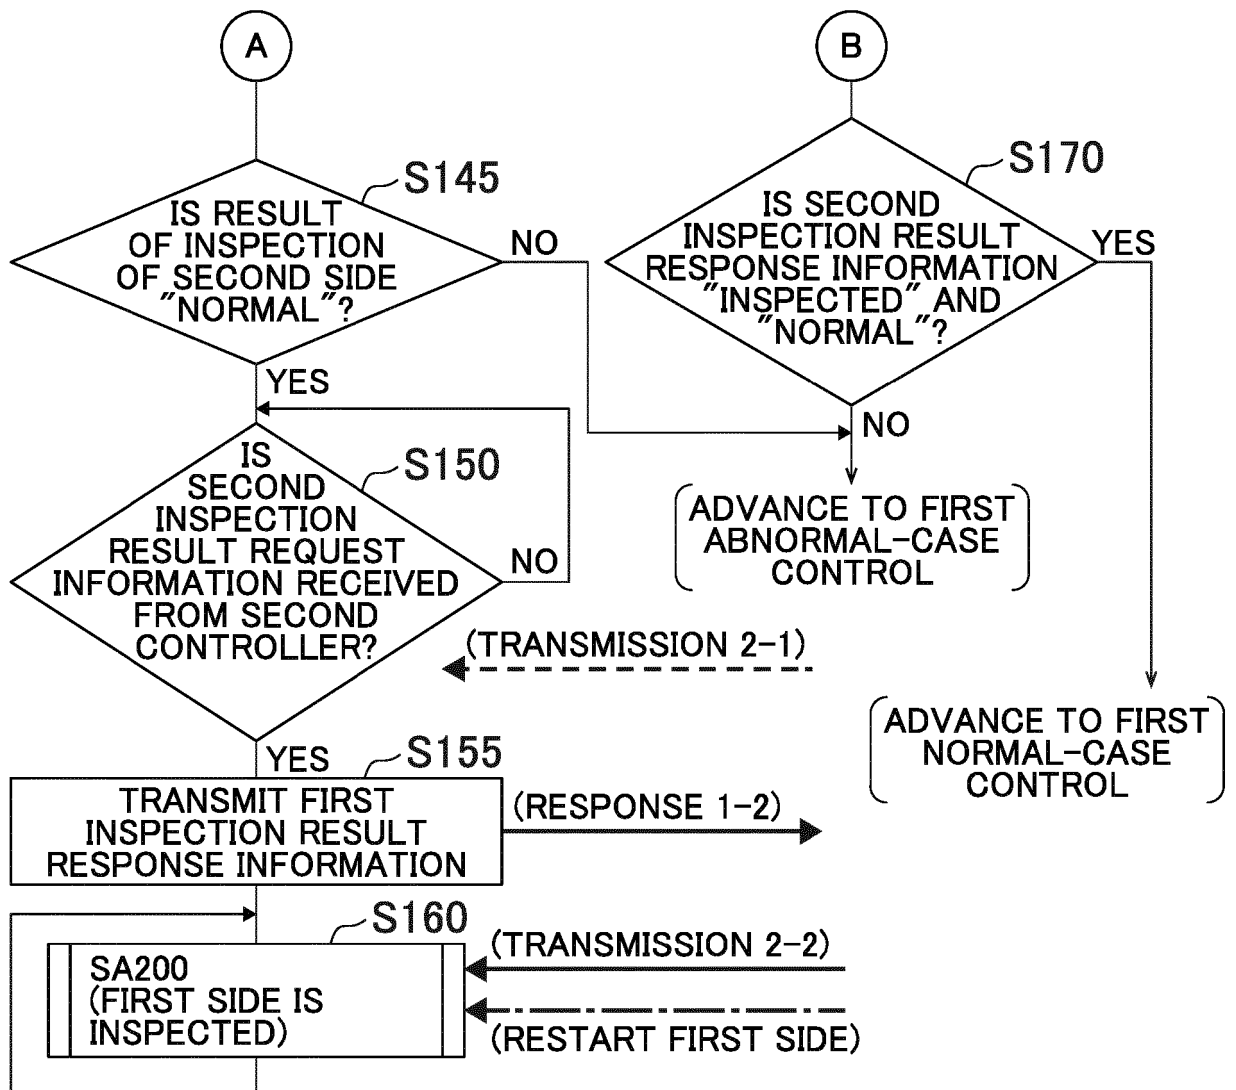 A
B
S145
IS RESULT
OF INSPECTION
OF SECOND SIDE
"NORMAL"?
NO
YES
S170
IS SECOND
INSPECTION RESULT
RESPONSE INFORMATION
"INSPECTED" AND
"NORMAL"?
YES
NO
S150
IS
SECOND
INSPECTION
RESULT REQUEST
INFORMATION RECEIVED
FROM SECOND
CONTROLLER?
NO
YES
ADVANCE TO FIRST
ABNORMAL-CASE
CONTROL
(TRANSMISSION 2-1)
ADVANCE TO FIRST
NORMAL-CASE
CONTROL
S155
TRANSMIT FIRST
INSPECTION RESULT
RESPONSE INFORMATION
(RESPONSE 1-2)
S160
SA200
(FIRST SIDE IS
INSPECTED)
(TRANSMISSION 2-2)
(RESTART FIRST SIDE)